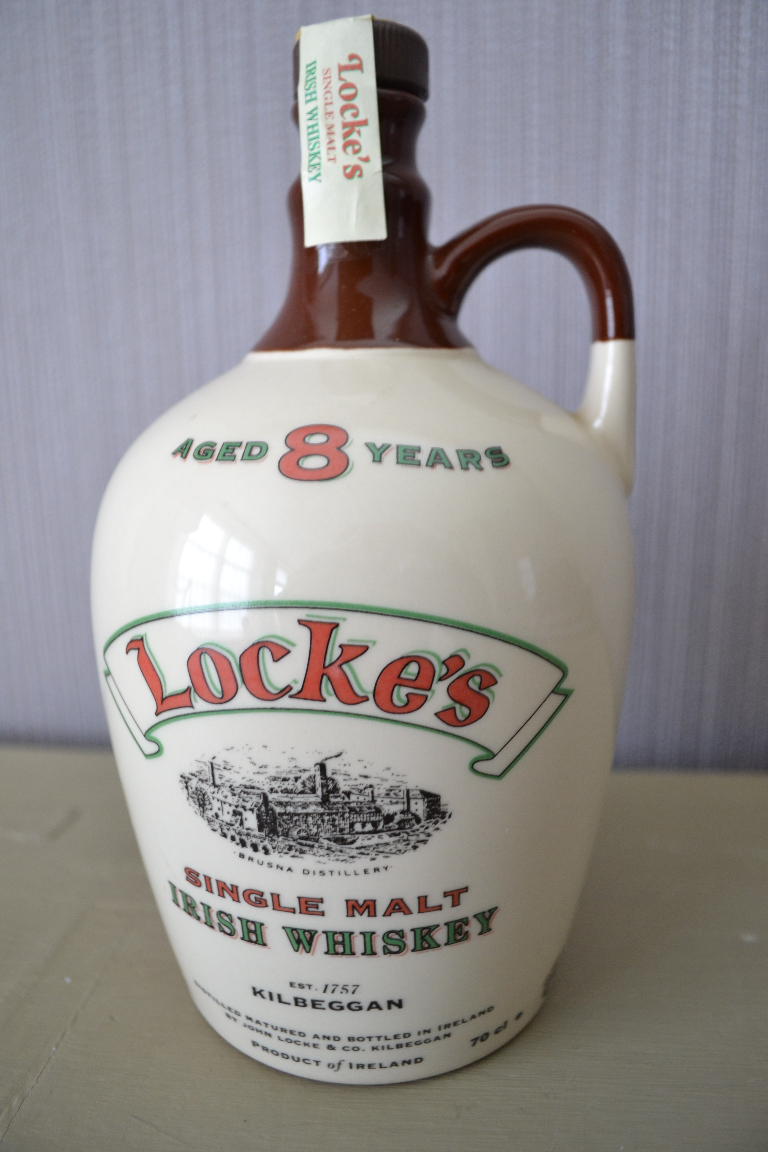 Locke's
SINGLE MALT
IRISH WHISKEY
AGED 8 YEARS
Locke's
BRUSNA DISTILLERY
SINGLE MALT
IRISH WHISKEY
EST. 1757
KILBEGGAN
DISTILLED MATURED AND BOTTLED IN IRELAND
BY JOHN LOCKE & CO. KILBEGGAN
70 cl e
PRODUCT of IRELAND